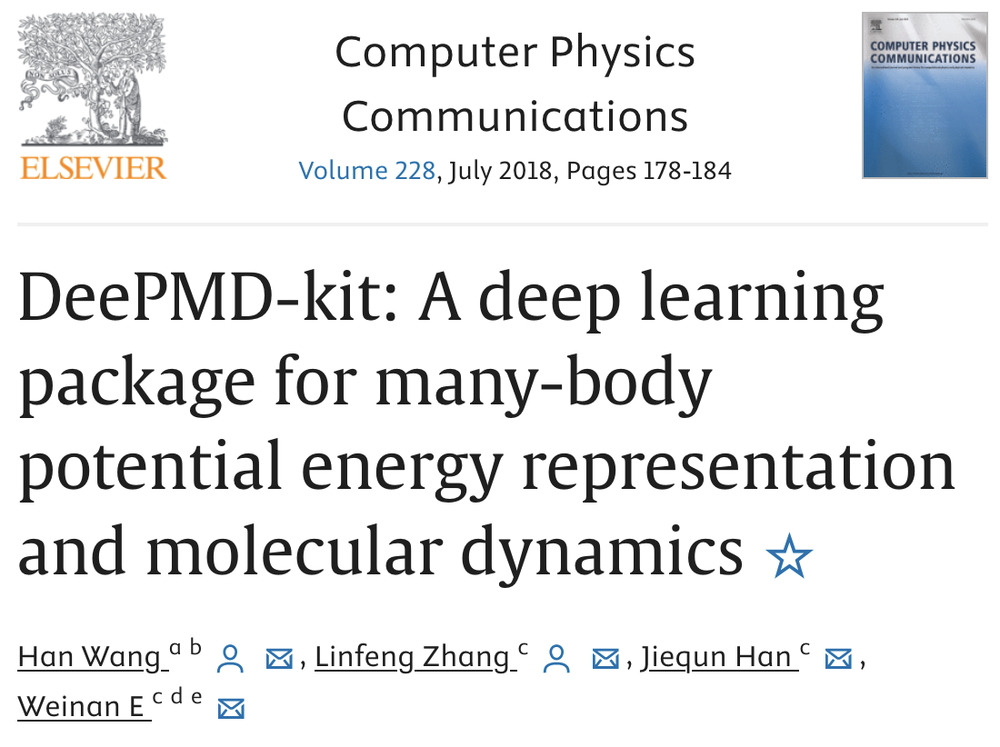 ELSEVIER
Computer Physics
Communications
Volume 228, July 2018, Pages 178-184
COMPUTER PHYSICS
COMMUNICATIONS
DeePMD-kit: A deep learning
package for many-body
potential energy representation
and molecular dynamics
Han Wang a b, Linfeng Zhang c, Jiequn Han c,
Weinan E c d e